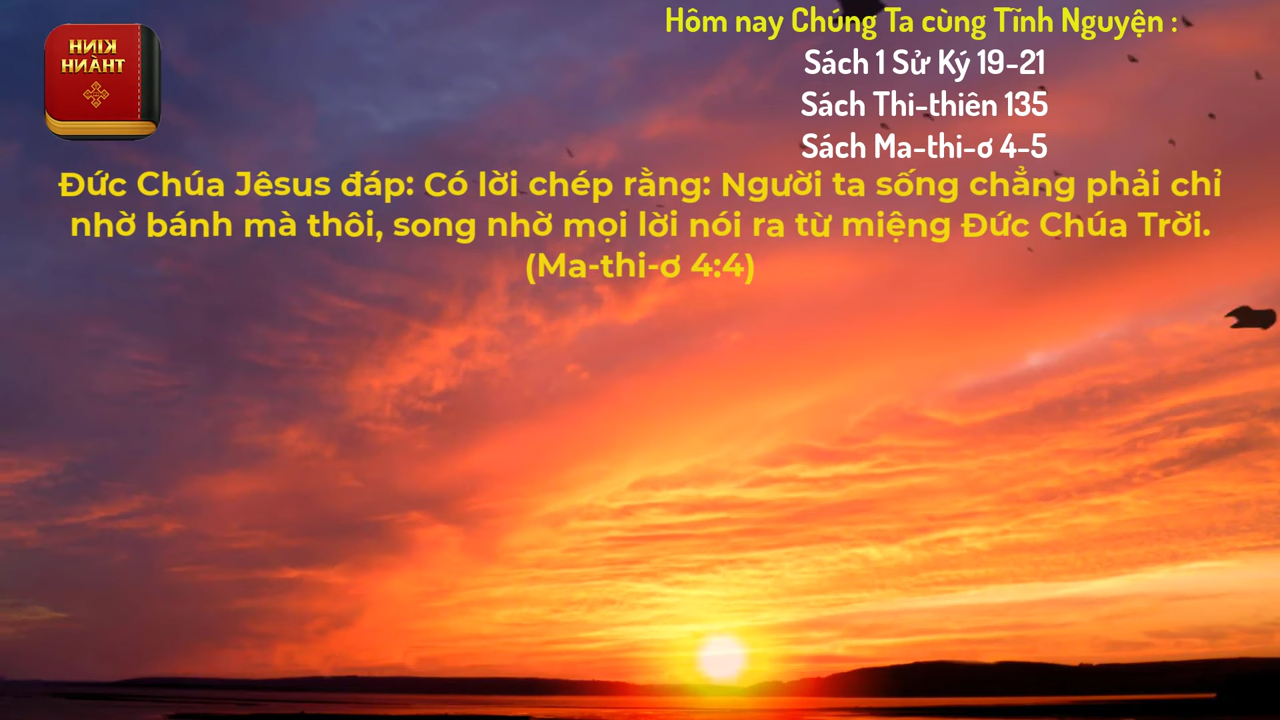 KINH
THÀNH
Hôm nay Chúng Ta cùng Tĩnh Nguyện :
Sách 1 Sử Ký 19-21
Sách Thi-thiên 135
Sách Ma-thi-ơ 4-5
Đức Chúa Jêsus đáp: Có lời chép rằng: Người ta sống chẳng phải chỉ
nhờ bánh mà thôi, song nhờ mọi lời nói ra từ miệng Đức Chúa Trời.
(Ma-thi-ơ 4:4)